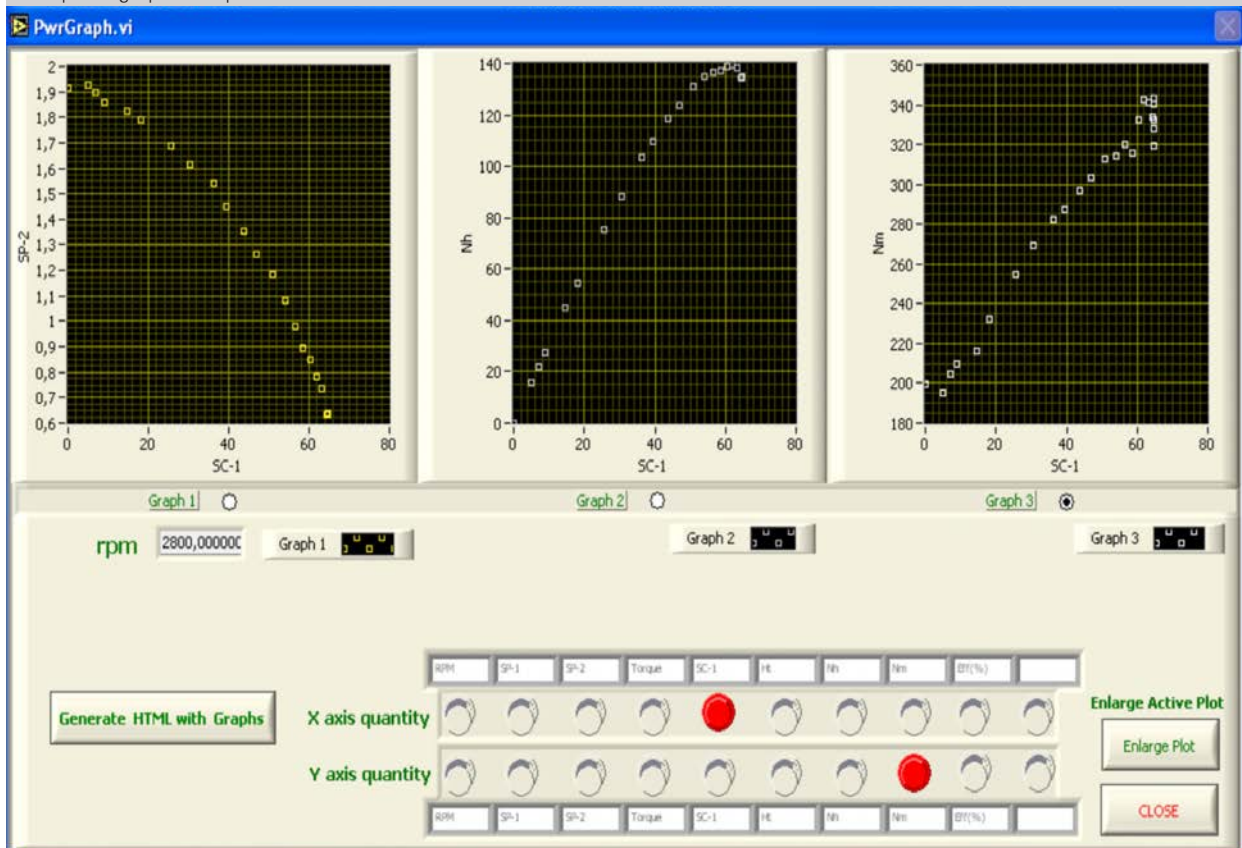 PwrGraph.vi
2
1,9
1,8
1,7
1,6
1,5
1,4
1,3
1,2
1,1
1
0,9
0,8
0,7
0,6
SP-2
0 20 40 60 80
SC-1
140
120
100
80
60
40
20
0
Nh
0 20 40 60 80
SC-1
360
340
320
300
280
260
240
220
200
180
Nm
0 20 40 60 80
SC-1
Graph 1 Graph 2 Graph 3
rpm 2800,000000 Graph 1 Graph 2 Graph 3
RPM SP-1 SP-2 Torque SC-1 Ht Nh Nm BY(%)
Generate HTML with Graphs
X axis quantity
Y axis quantity
RPM SP-1 SP-2 Torque SC-1 Ht Nh Nm BY(%)
Enlarge Active Plot
Enlarge Plot
CLOSE